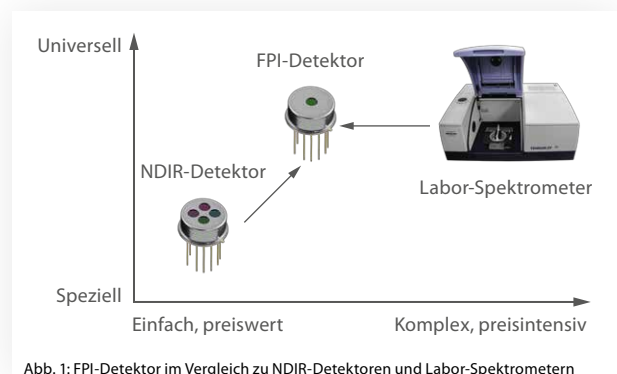 Universell
FPI-Detektor
NDIR-Detektor
Labor-Spektrometer
Speziell
Einfach, preiswert
Komplex, preisintensiv
Abb. 1: FPI-Detektor im Vergleich zu NDIR-Detektoren und Labor-Spektrometern